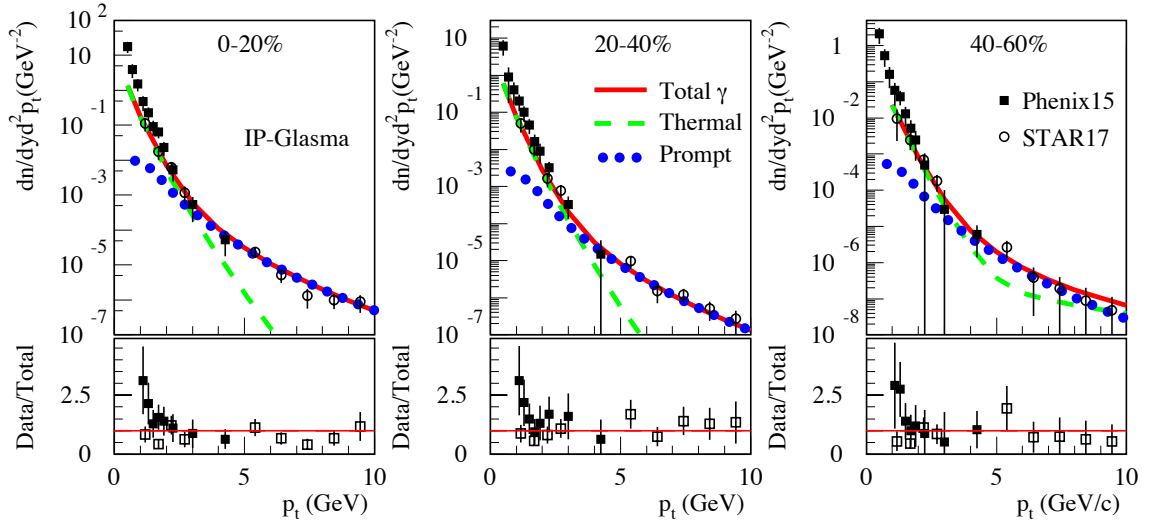 dn/dyd²pₜ(GeV⁻²)
10²
10
10⁻¹
10⁻³
10⁻⁵
10⁻⁷
0-20%
IP-Glasma
dn/dyd²pₜ(GeV⁻²)
10
10⁻¹
10⁻³
10⁻⁵
10⁻⁷
20-40%
Total γ
Thermal
Prompt
dn/dyd²pₜ(GeV⁻²)
1
10⁻²
10⁻⁴
10⁻⁶
10⁻⁸
40-60%
Phenix15
STAR17
Data/Total
2.5
0
0 5 10
pₜ (GeV)
Data/Total
2.5
0
0 5 10
pₜ (GeV)
Data/Total
2.5
0
0 5 10
pₜ (GeV/c)